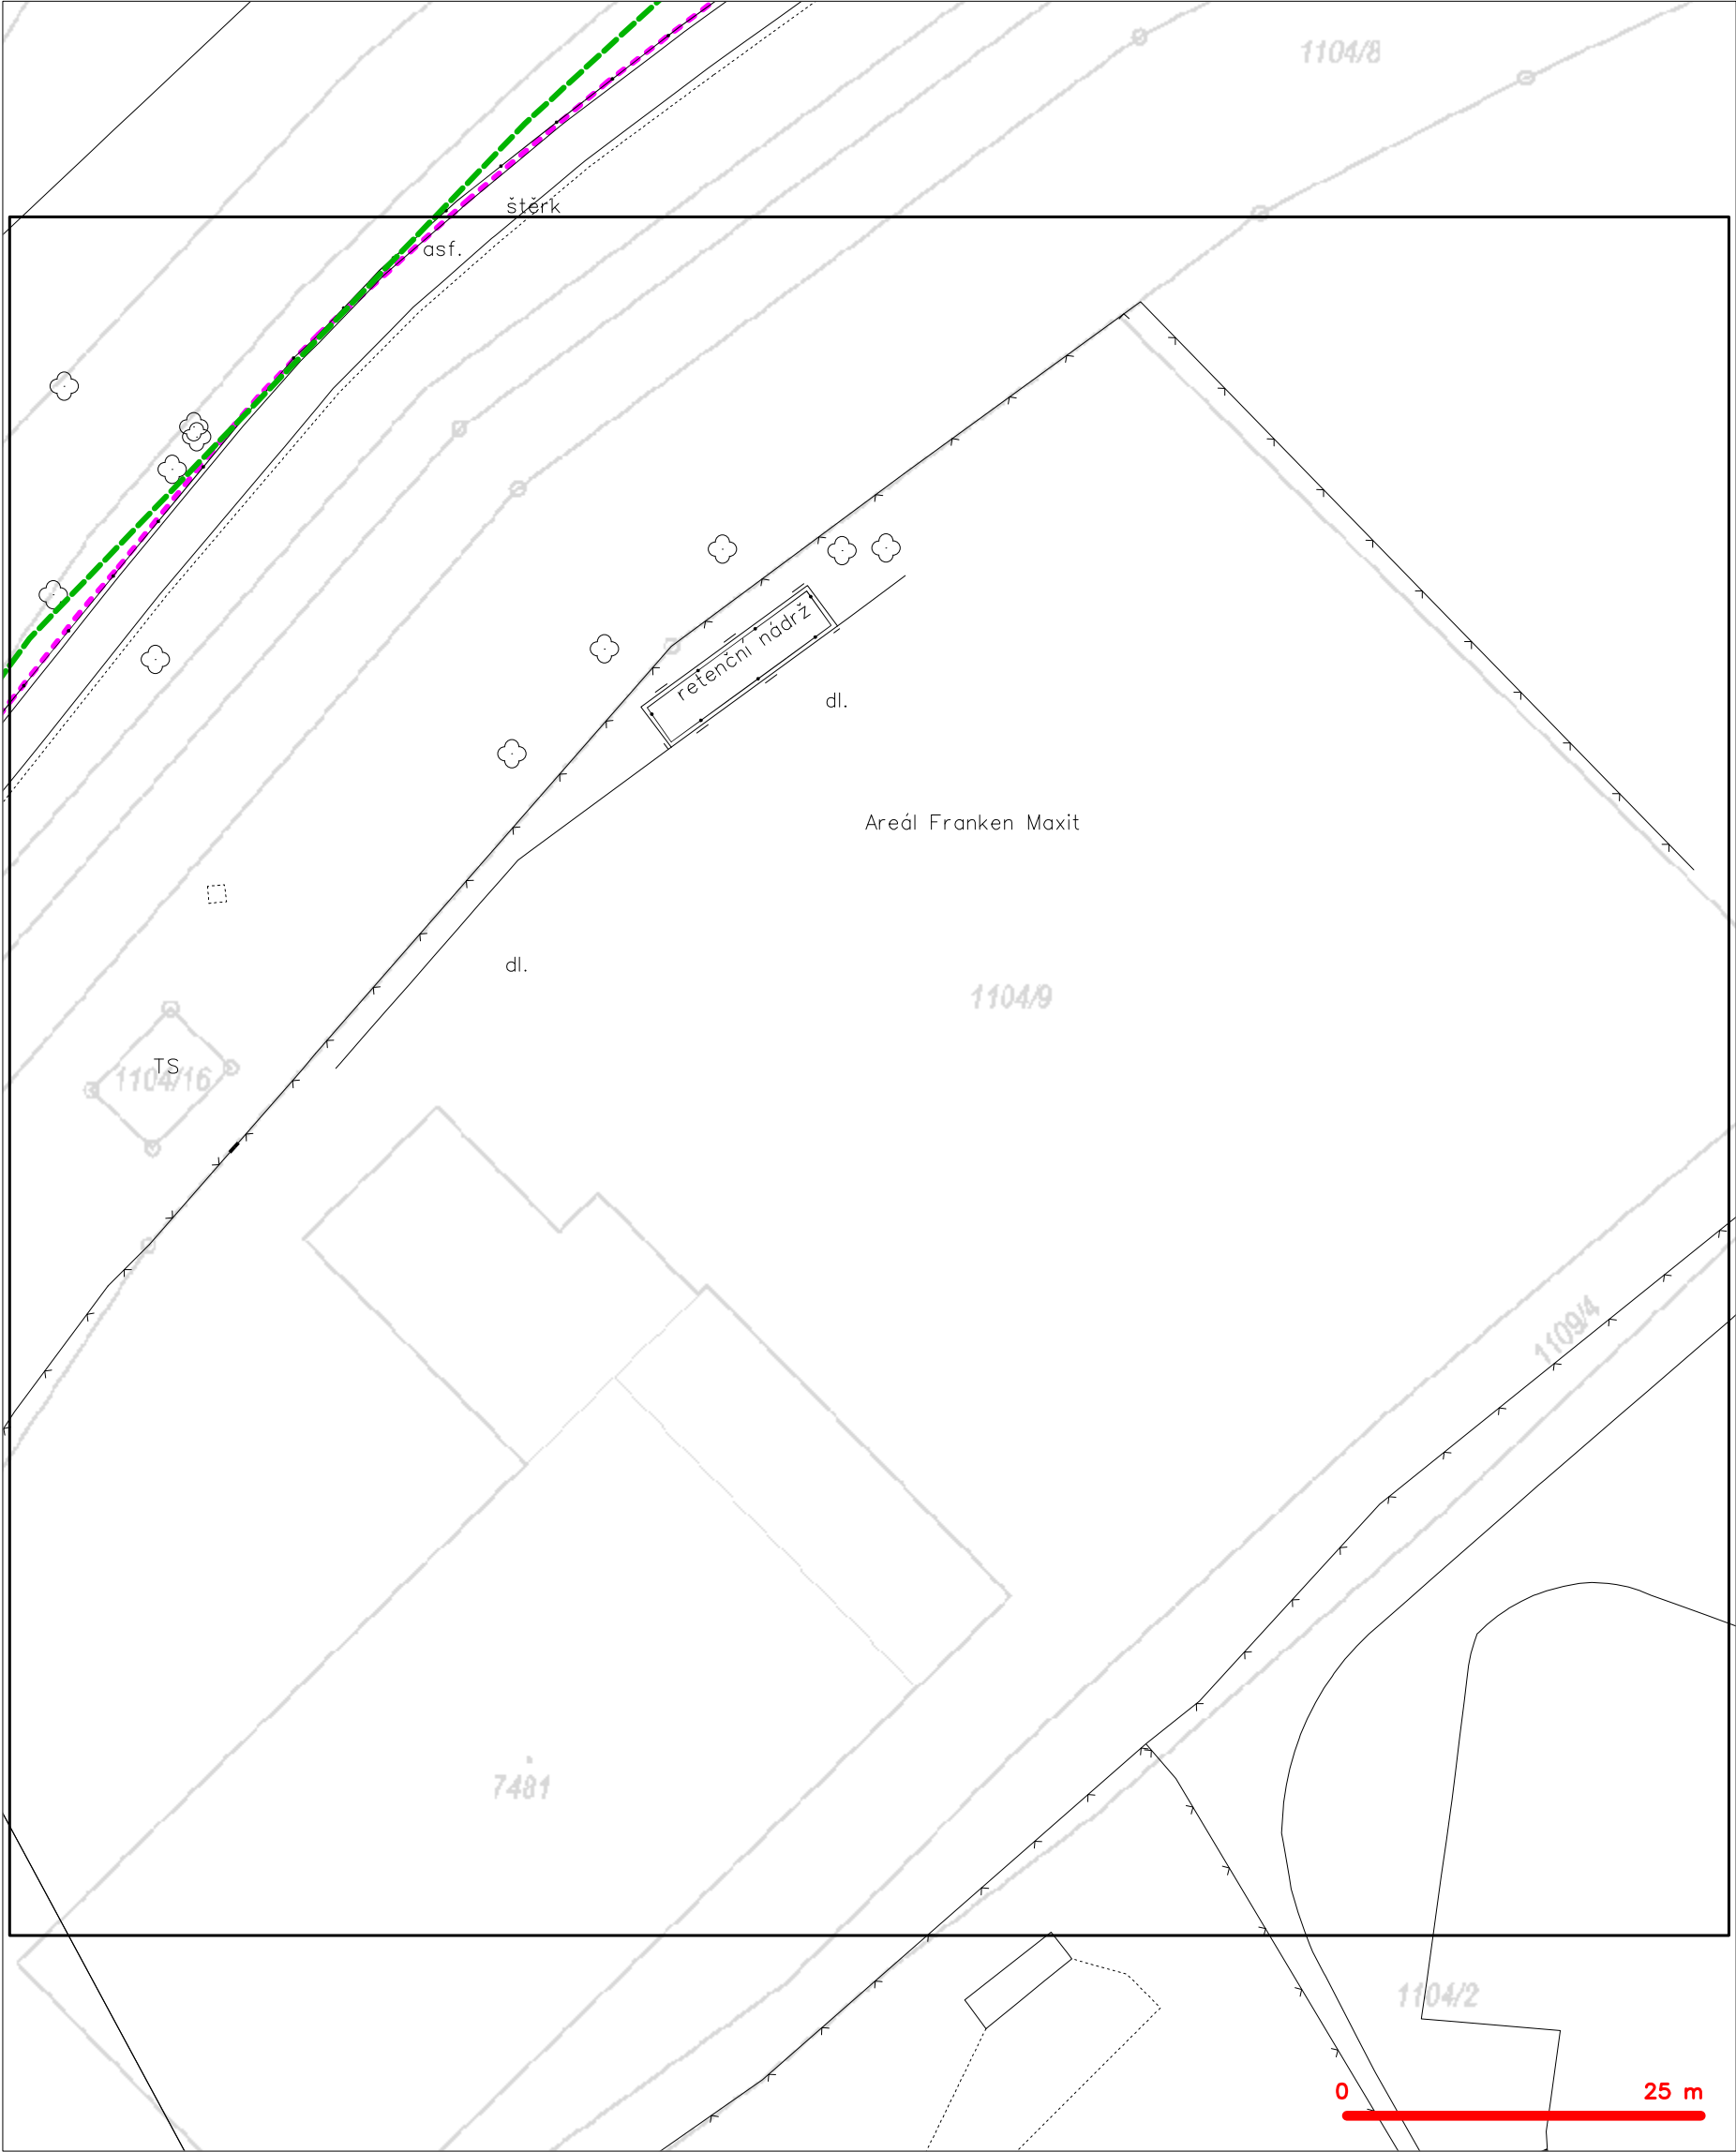 1104/8
štěrk
asf.
retenční nádrž
dl.
Areál Franken Maxit
dl.
1104/9
TS
1104/16
1109/4
7481
1104/2
0 25 m